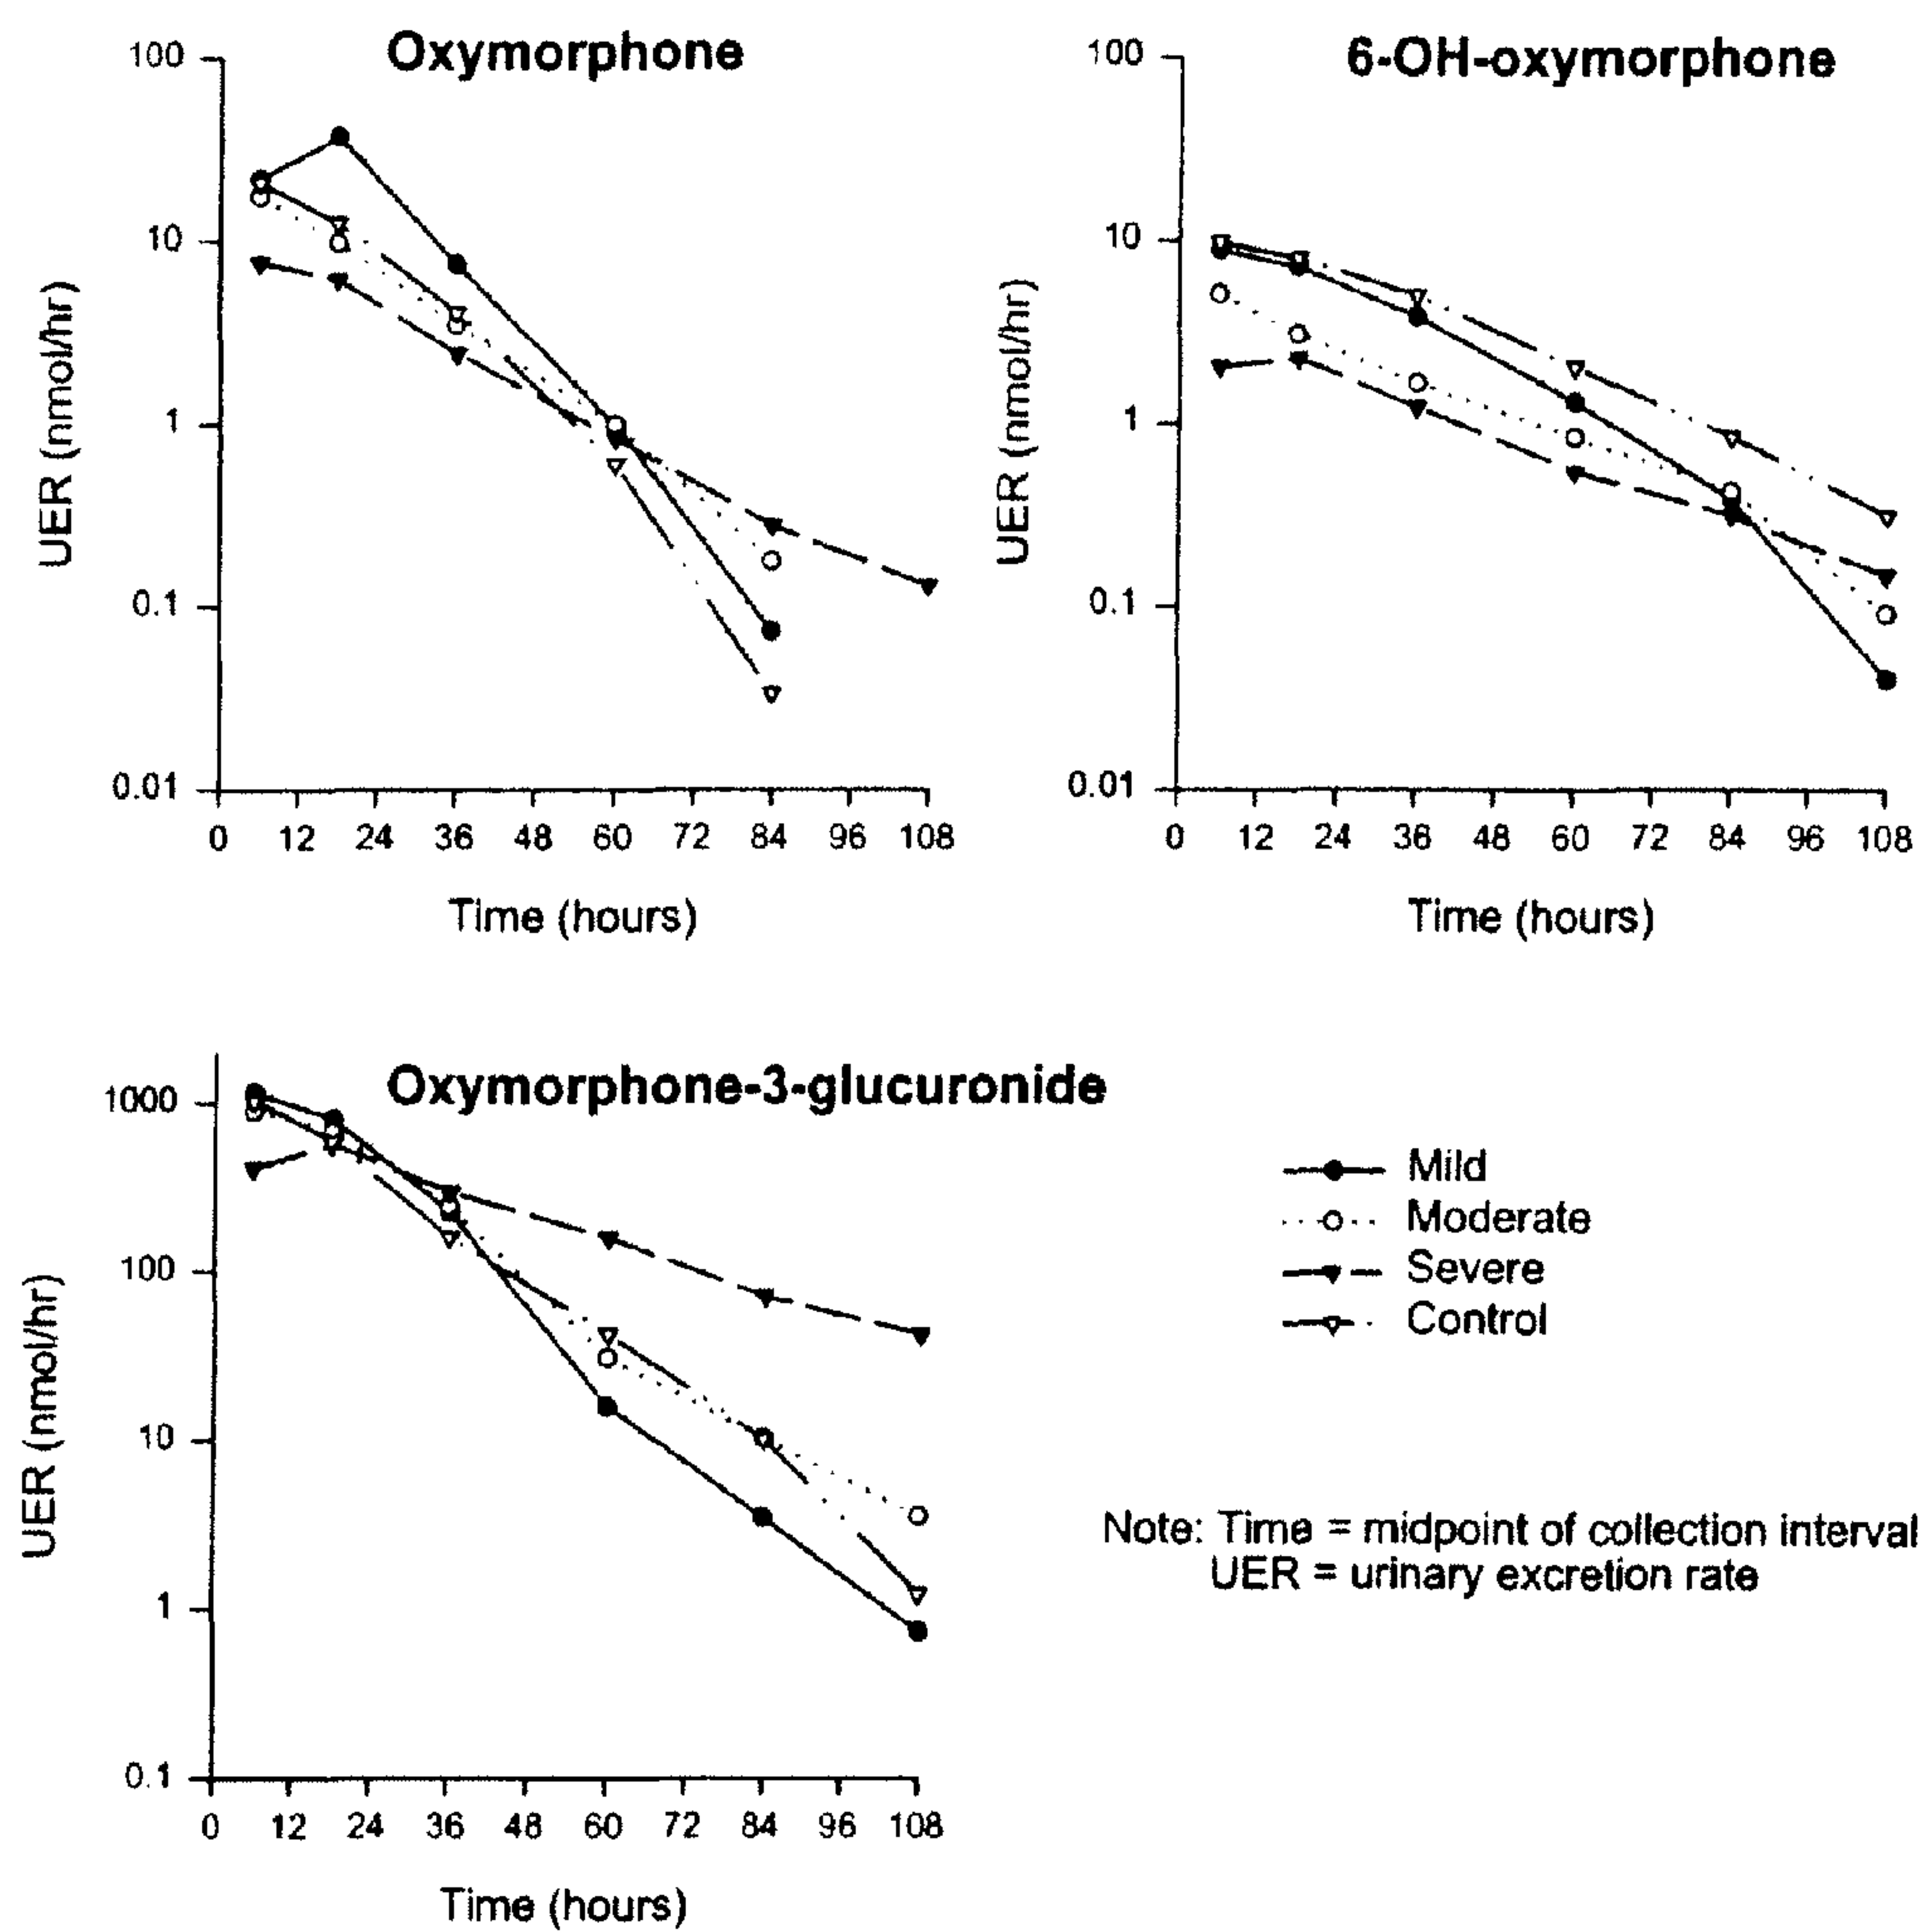 Oxymorphone
100
10
1
0.1
0.01
UER (nmol/hr)
0 12 24 36 48 60 72 84 96 108
Time (hours)
6-OH-oxymorphone
100
10
1
0.1
0.01
UER (nmol/hr)
0 12 24 36 48 60 72 84 96 108
Time (hours)
Oxymorphone-3-glucuronide
1000
100
10
1
0.1
UER (nmol/hr)
0 12 24 36 48 60 72 84 96 108
Time (hours)
Mild
Moderate
Severe
Control
Note: Time = midpoint of collection interval
UER = urinary excretion rate